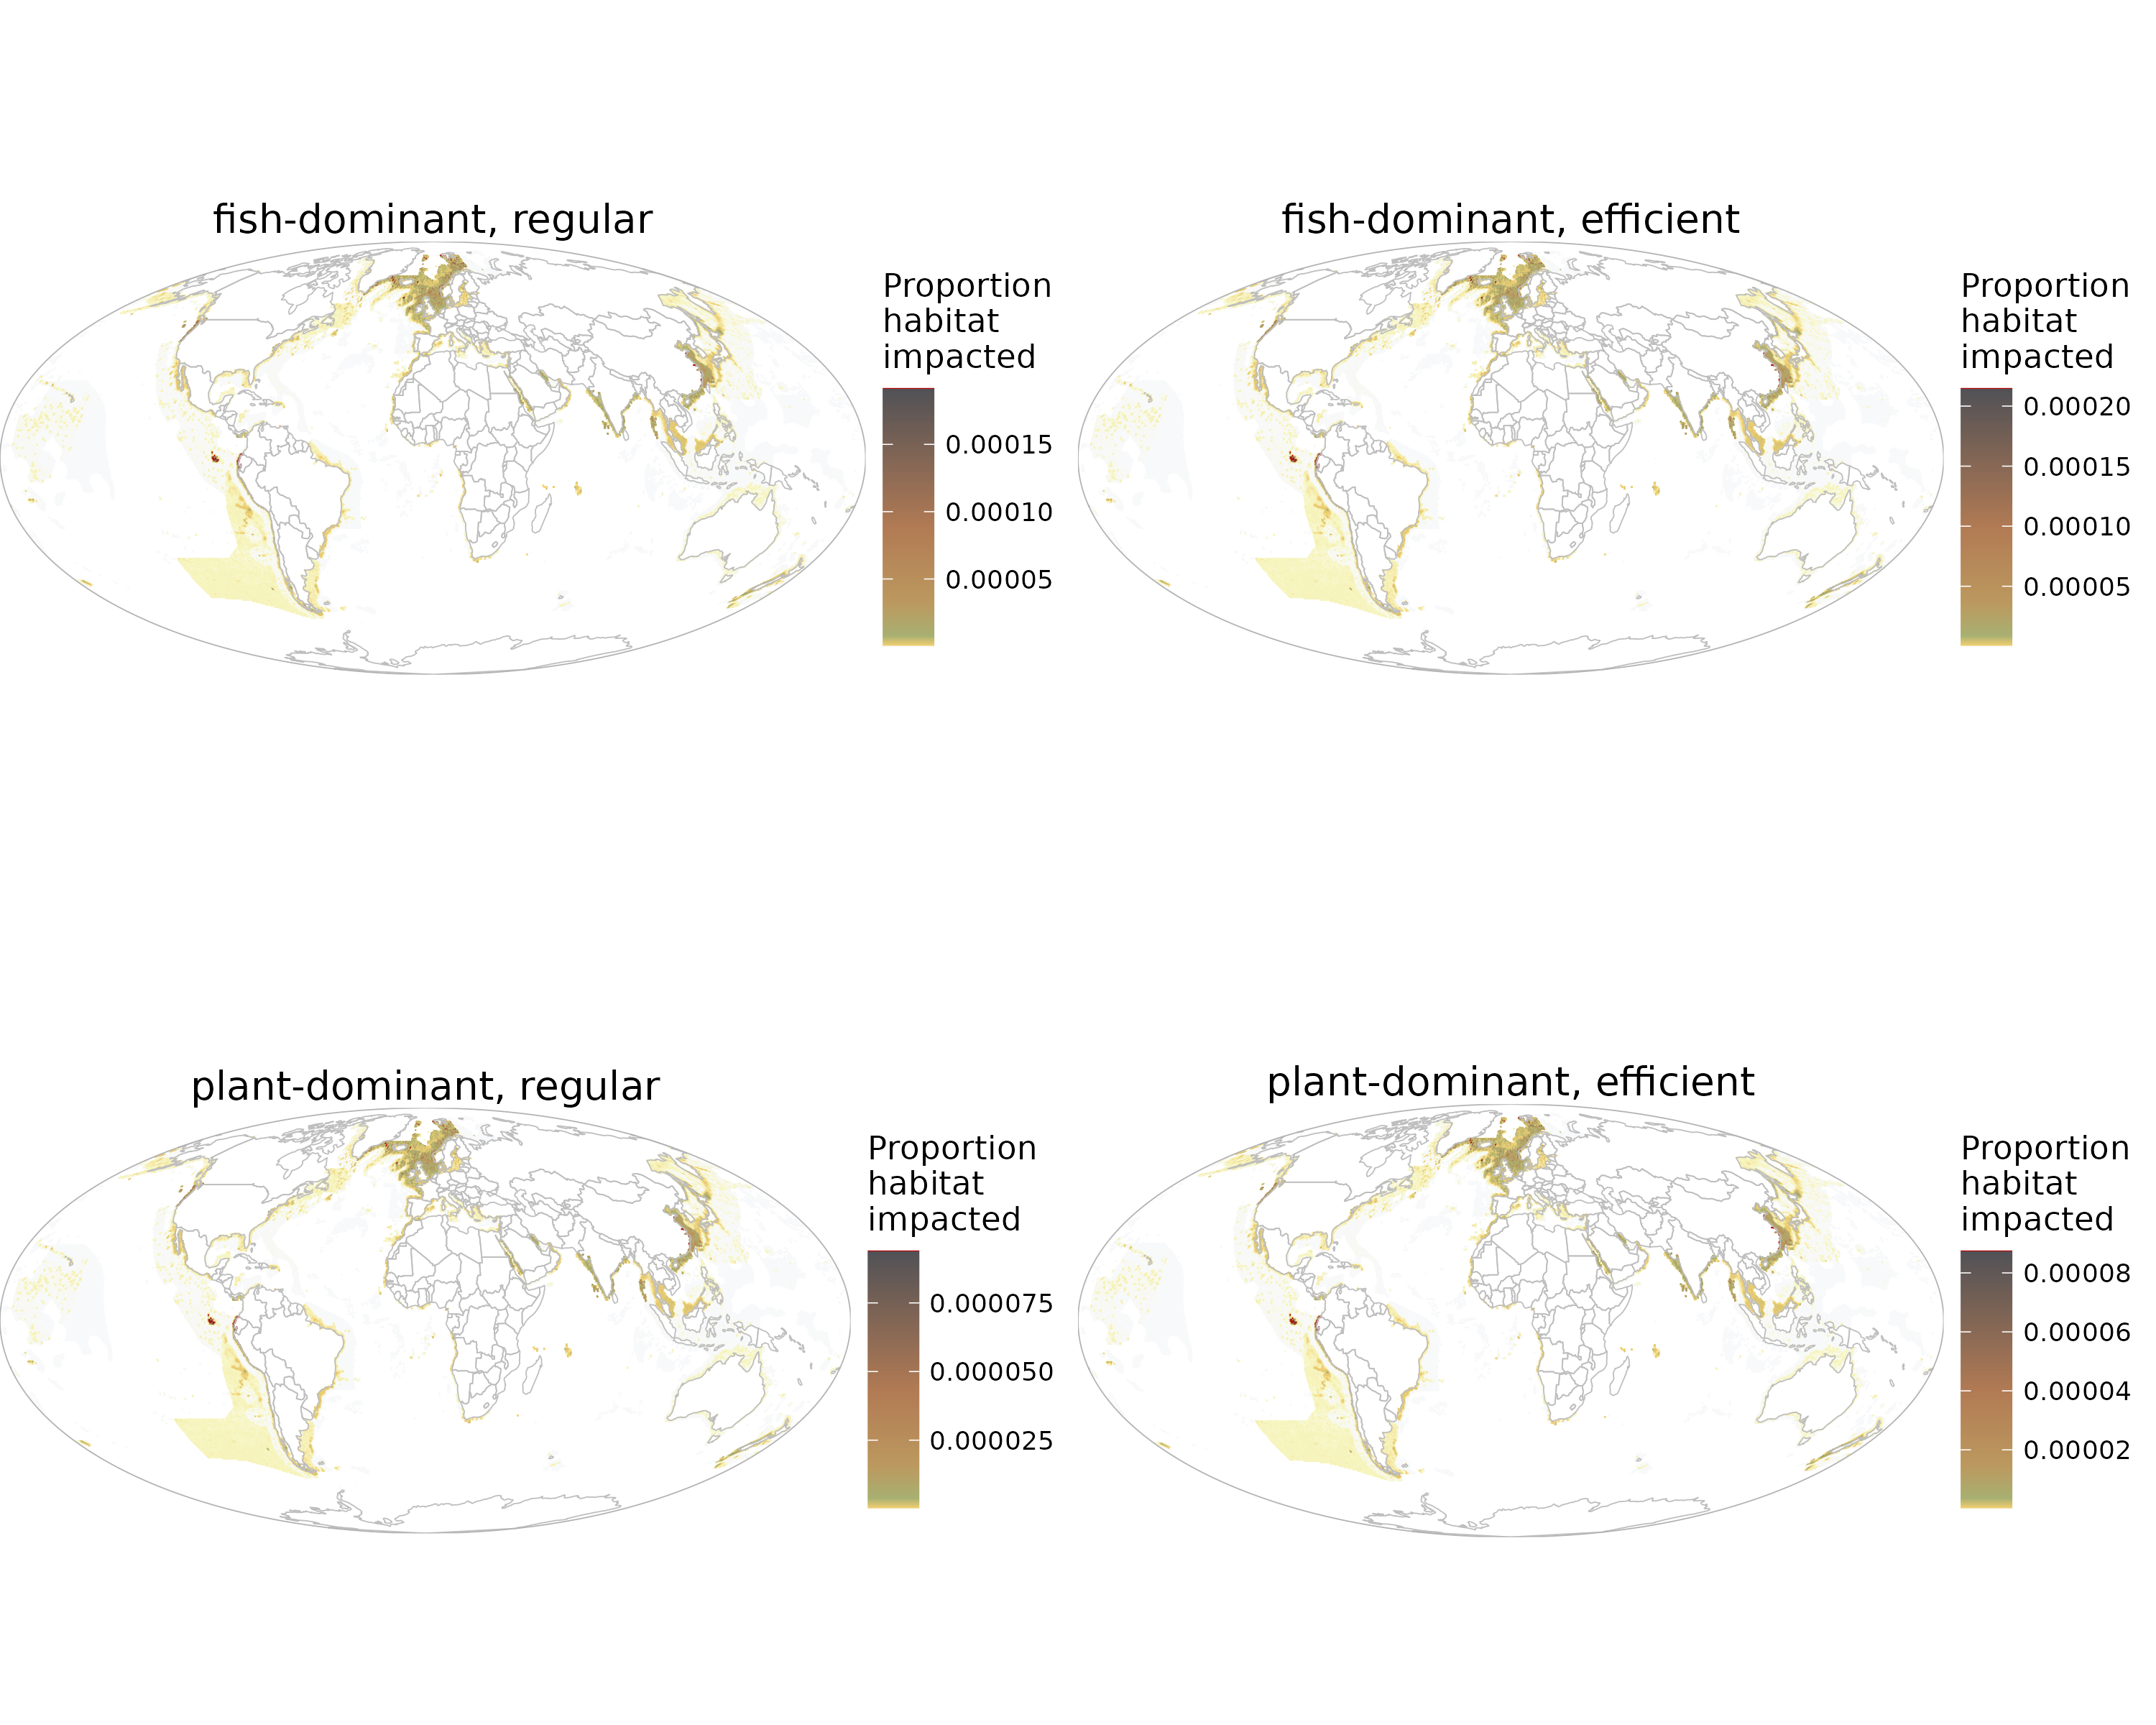 fish-dominant, regular
Proportion
habitat
impacted
0.00015
0.00010
0.00005
fish-dominant, efficient
Proportion
habitat
impacted
0.00020
0.00015
0.00010
0.00005
plant-dominant, regular
Proportion
habitat
impacted
0.000075
0.000050
0.000025
plant-dominant, efficient
Proportion
habitat
impacted
0.00008
0.00006
0.00004
0.00002